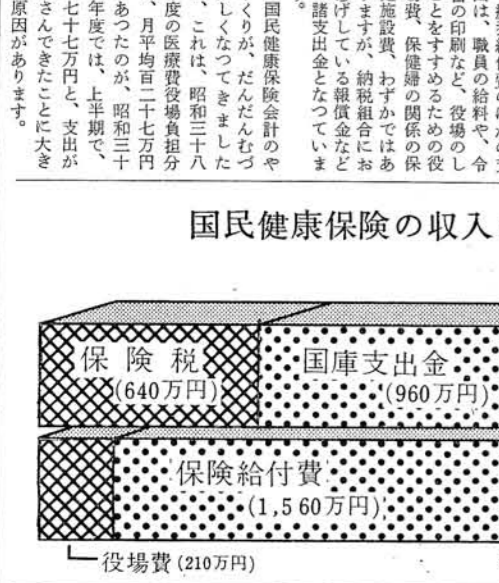 は、職員の給料や、令
書の印刷など、役場のし
とをすすめるための役
費、保健婦の関係の保
施設費、わずかではあ
ますが、納税組合にお
げしている報償金など
諸支出金となつていま
。
国民健康保険会計のや
くりが、だんだんむづ
しくなつてきました
、これは、昭和三十八
度の医療費役場負担分
、月平均百二十七万円
あつたのが、昭和三十
年度では、上半期で、
七十七万円と、支出が
さんできたことに大き
原因があります。
国民健康保険の収入
保険税
(640万円)
国庫支出金
(960万円)
保険給付費
(1,560万円)
役場費(210万円)